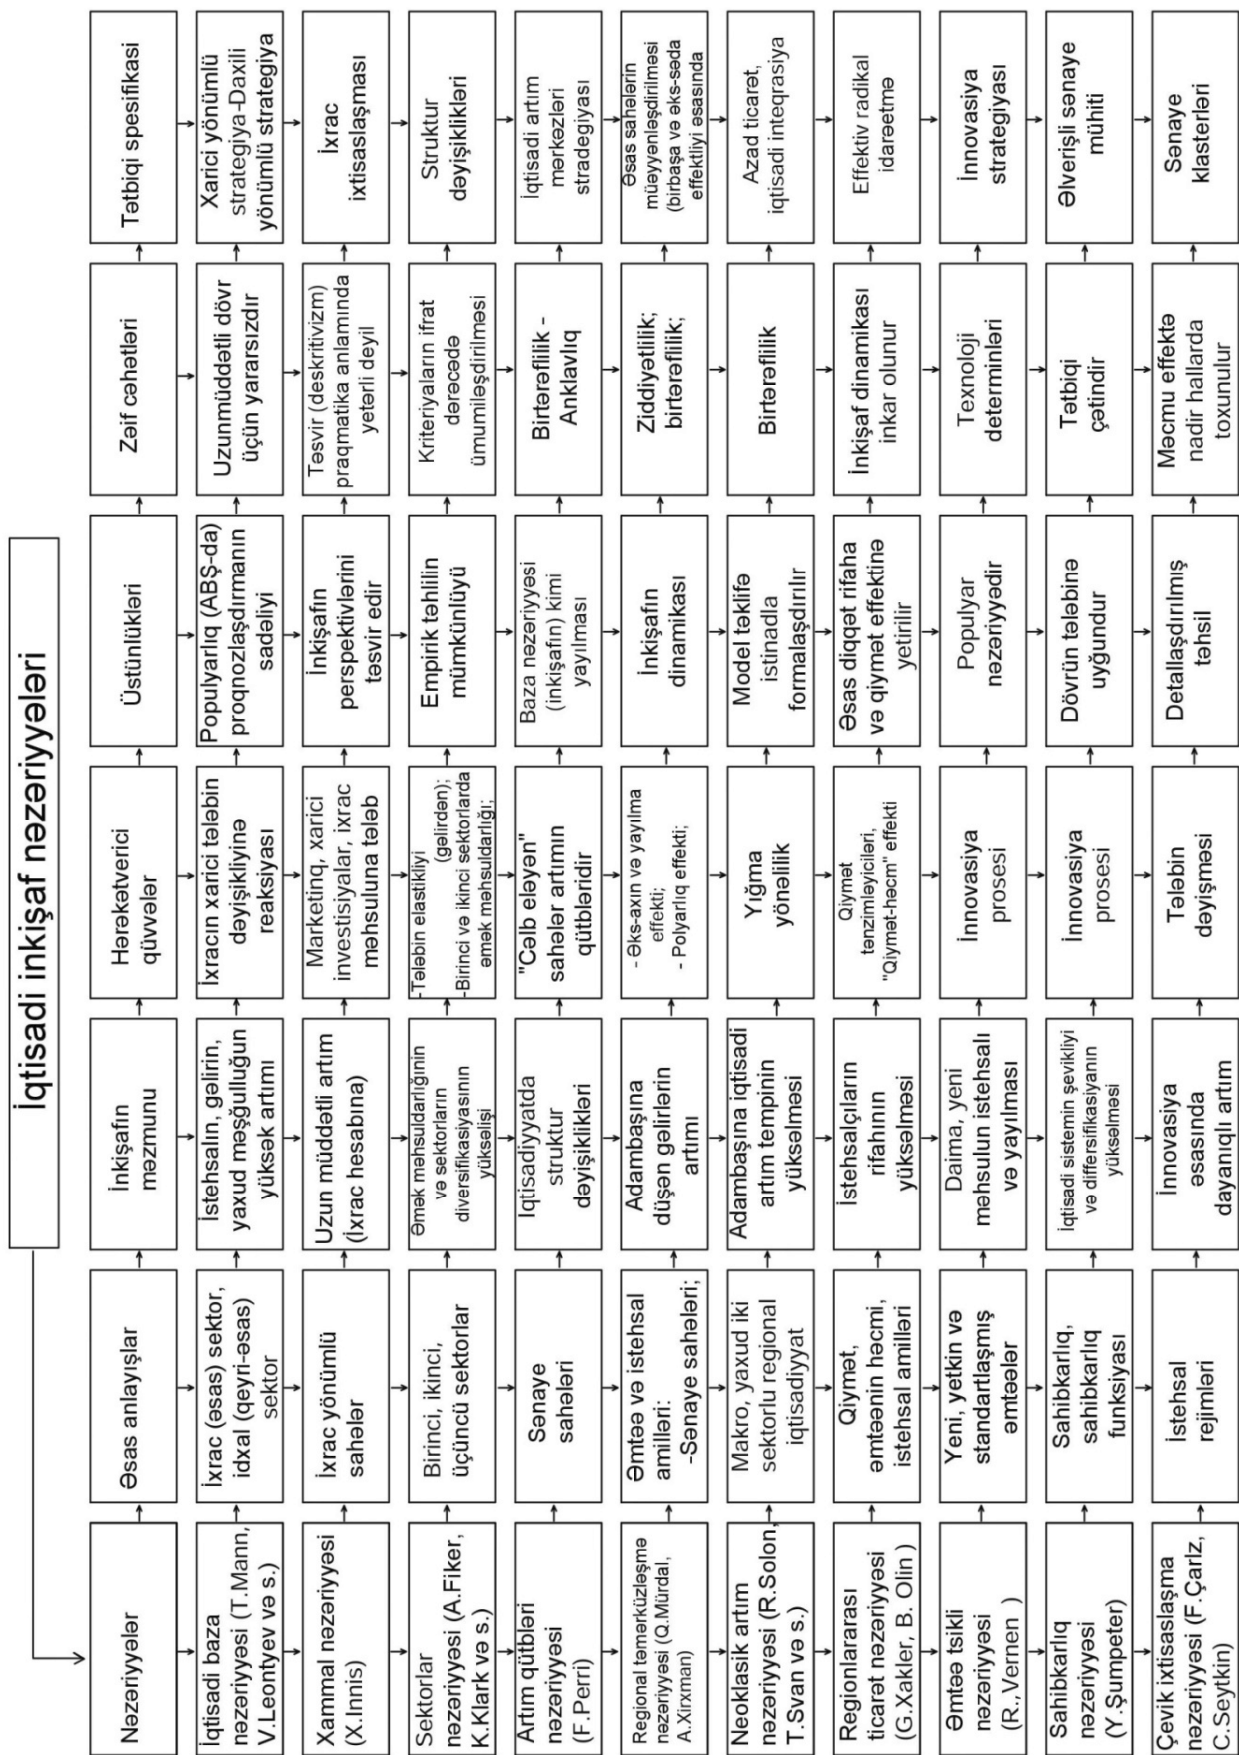 İqtisadi inkişaf nəzəriyyələri
Nəzəriyyələr
Əsas anlayışlar
İnkişafın
məzmunu
Hərəkətverici
qüvvələr
Üstünlükləri
Zəif cəhətləri
Tətbiqi spesifikasi
İqtisadi baza
nəzəriyyəsi (T.Mann,
V.Leontyev və s.)
İxrac (əsas) sektor,
idxal (qeyri-əsas)
sektor
İstehsalın, gəlirin,
yaxud məşğulluğun
yüksək artımı
İxracın xarici tələbin
dəyişikliyinə
reaksiyası
Populyarlıq (ABŞ-da)
proqnozlaşdırmanın
sadəliyi
Uzunmüddətli dövr
üçün yararsızdır
Xarici yönümlü
strategiya-Daxili
yönümlü strategiya
Xammal nəzəriyyəsi
(X.Innis)
İxrac yönümlü
sahələr
Uzun müddətli artım
(İxrac hesabına)
Marketinq, xarici
investisiyalar, ixrac
məhsuluna tələb
İnkişafın
perspektivlərini
təsvir edir
Təsvir (deskritivizm)
praqmatika anlamında
yetərli deyil
İxrac
ixtisaslaşması
Sektorlar
nəzəriyyəsi (A.Fiker,
K.Klark və s.)
Birinci, ikinci,
üçüncü sektorlar
Əmək məhsuldarlığının
və sektorların
diversifikasiyasının
yüksəlişi
-Tələbin elastikliyi
(gəlirdən);
-Birinci və ikinci sektorlarda
əmək məhsuldarlığı;
Empirik təhlilin
mümkünlüyü
Kriteriyaların ifrat
dərəcədə
ümumiləşdirilməsi
Struktur
dəyişiklikləri
Artım qütbləri
nəzəriyyəsi
(F.Perri)
Sənaye
sahələri
Iqtisadiyyatda
struktur
dəyişiklikləri
"Cəlb eləyən"
sahələr artımın
qütbləridir
Baza nəzəriyyəsi
(inkişafın) kimi
yayılması
Birtərəflilik -
Anklavlıq
İqtisadi artım
mərkəzləri
stradegiyası
Regional təmərküzləşmə
nəzəriyyəsi (Q.Mürdal,
A.Xirxman)
Əmtəə və istehsal
amilləri:
-Sənaye sahələri;
Adambaşına
düşən gəlirlərin
artımı
- Əks-axın və yayılma
effekti;
- Polyarlıq effekti;
İnkişafın
dinamikası
Ziddiyətlilik;
birtərəflilik;
Əsas sahələrin
müəyyənləşdirilməsi
(birbaşa və əks-səda
effektliyi əsasında
Neoklasik artım
nəzəriyyəsi (R.Solon,
T.Svan və s.)
Makro, yaxud iki
sektorlu regional
iqtisadiyyat
Adambaşına iqtisadi
artım tempinin
yüksəlməsi
Yığma
yönəlilik
Model təklifə
istinadla
formalaşdırılır
Birtərəflilik
Azad ticarət,
iqtisadi inteqrasiya
Regionlararası
ticarət nəzəriyyəsi
(G.Xakler, B. Olin )
Qiymət,
əmtəənin həcmi,
istehsal amilləri
İstehsalçıların
rifahının
yüksəlməsi
Qiymət
tənzimləyiciləri,
"Qiymət-həcm" effekti
Əsas diqqət rifaha
və qiymət effektinə
yetirilir
İnkişaf dinamikası
inkar olunur
Effektiv radikal
idarəetmə
Əmtəə tsikli
nəzəriyyəsi
(R.,Vernen )
Yeni, yetkin və
standartlaşmış
əmtəələr
Daima, yeni
məhsulun istehsalı
və yayılması
İnnovasiya
prosesi
Populyar
nəzəriyyədir
Texnoloji
determinləri
İnnovasiya
strategiyası
Sahibkarlıq
nəzəriyyəsi
(Y.Şumpeter)
Sahibkarlıq,
sahibkarlıq
funksiyası
İqtisadi sistemin şevikliyi
və differsifikasiyanın
yüksəlməsi
İnnovasiya
prosesi
Dövrün tələbinə
uyğundur
Tətbiqi
çətindir
Əlverişli sənaye
mühiti
Çevik ixtisaslaşma
nəzəriyyəsi (F.Çarlz,
C.Seytkin)
İstehsal
rejimləri
İnnovasiya
əsasında
dayanıqlı artım
Tələbin
dəyişməsi
Detallaşdırılmış
təhsil
Məcmu effektə
nadir hallarda
toxunulur
Sənaye
klasterləri